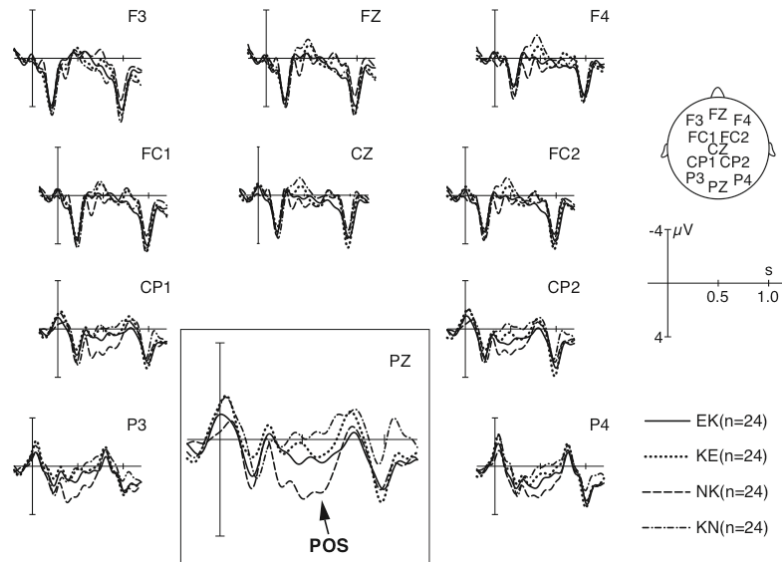 F3
FZ
F4
FC1
CZ
FC2
CP1
CP2
PZ
P3
P4
POS
F3 FZ F4
FC1 FC2
CZ
CP1 CP2
P3 PZ P4
-4 µV
s
0.5 1.0
4
EK(n=24)
KE(n=24)
NK(n=24)
KN(n=24)